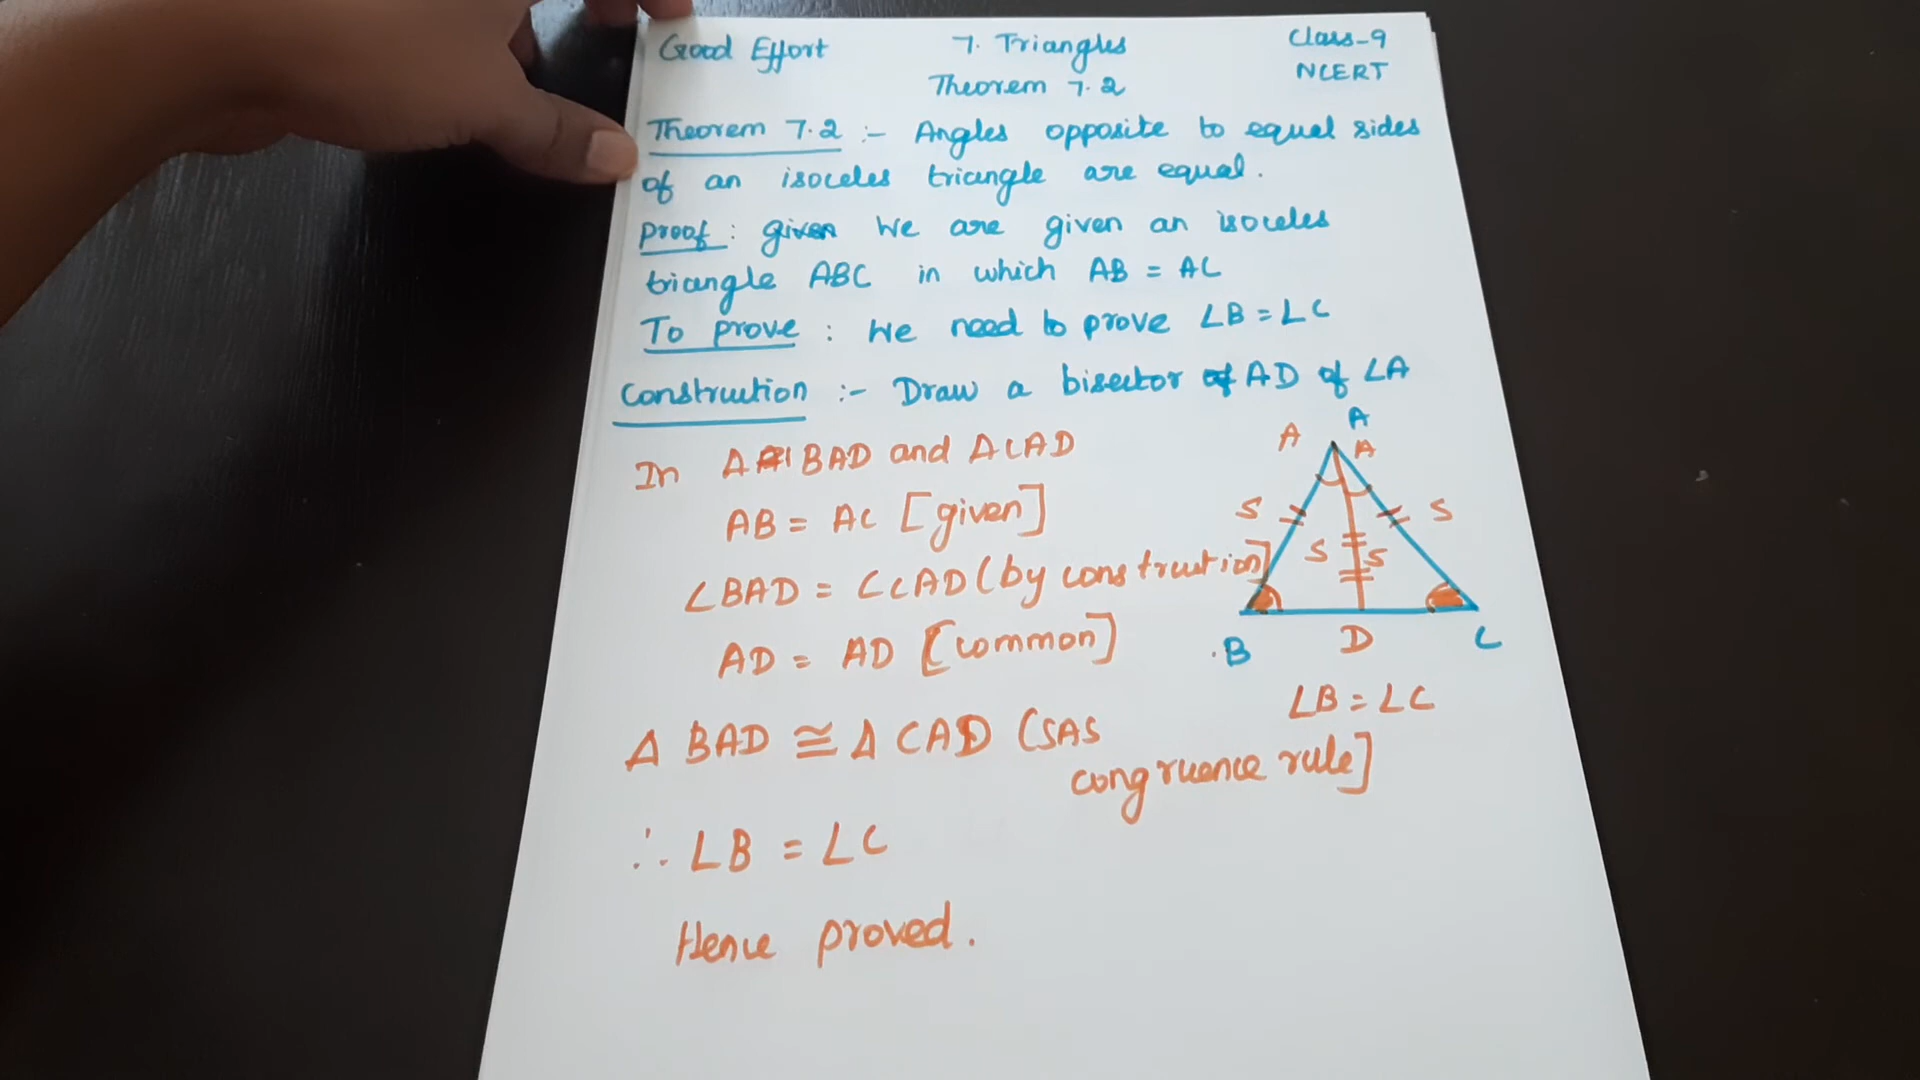 Good Effort
7. Triangles
Theorem 7.2
Class-9
NCERT
Theorem 7.2 :- Angles opposite to equal sides
of an isoceles triangle are equal.
Proof : given We are given an isoceles
triangle ABC in which AB = AC
To prove : We need to prove ∠B = ∠C
Construction :- Draw a bisector of AD of ∠A
In Δ BAD and ΔCAD
AB = AC [given]
∠BAD = ∠CAD (by construction]
AD = AD [common]
Δ BAD ≅ Δ CAD (SAS
congruence rule]
∴ ∠B = ∠C
Hence proved.
A
A A
S S
S S
B D C
∠B = ∠C